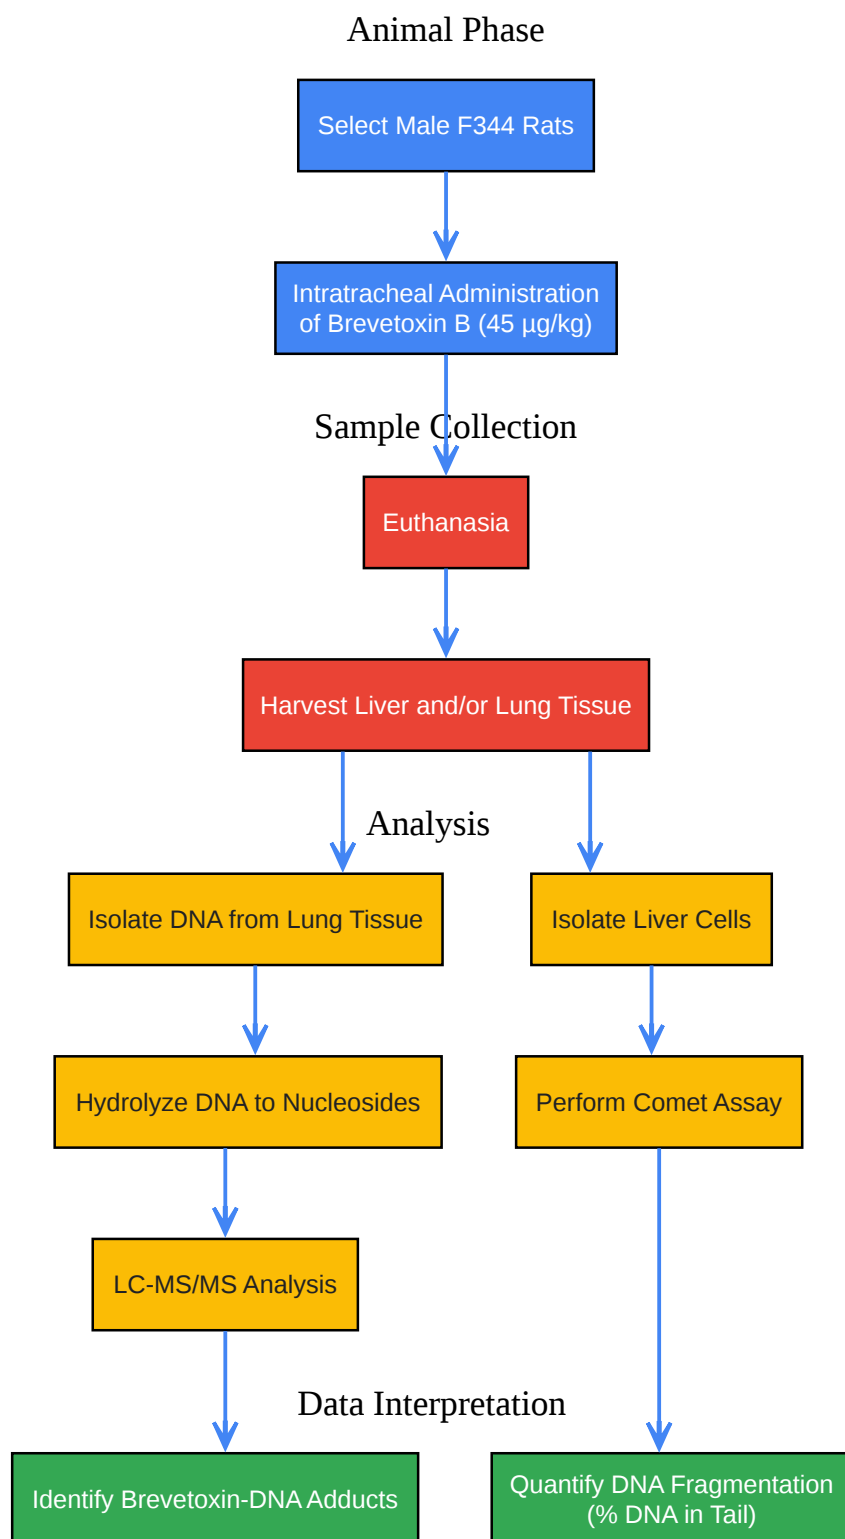 Animal Phase
Select Male F344 Rats
Intratracheal Administration
of Brevetoxin B (45 µg/kg)
Sample Collection
Euthanasia
Harvest Liver and/or Lung Tissue
Analysis
Isolate DNA from Lung Tissue
Isolate Liver Cells
Hydrolyze DNA to Nucleosides
Perform Comet Assay
LC-MS/MS Analysis
Data Interpretation
Identify Brevetoxin-DNA Adducts
Quantify DNA Fragmentation
(% DNA in Tail)